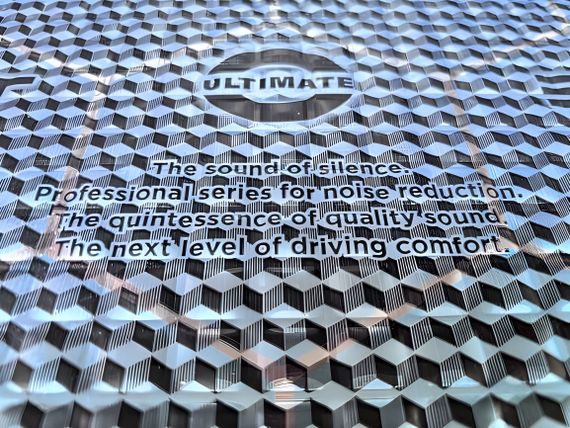 ULTIMATE
The sound of silence.
Professional series for noise reduction.
The quintessence of quality sound.
The next level of driving comfort.